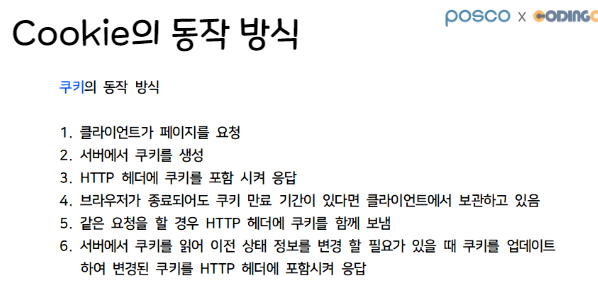 posco x CODINGO
Cookie의 동작 방식
쿠키의 동작 방식
1. 클라이언트가 페이지를 요청
2. 서버에서 쿠키를 생성
3. HTTP 헤더에 쿠키를 포함 시켜 응답
4. 브라우저가 종료되어도 쿠키 만료 기간이 있다면 클라이언트에서 보관하고 있음
5. 같은 요청을 할 경우 HTTP 헤더에 쿠키를 함께 보냄
6. 서버에서 쿠키를 읽어 이전 상태 정보를 변경 할 필요가 있을 때 쿠키를 업데이트
하여 변경된 쿠키를 HTTP 헤더에 포함시켜 응답